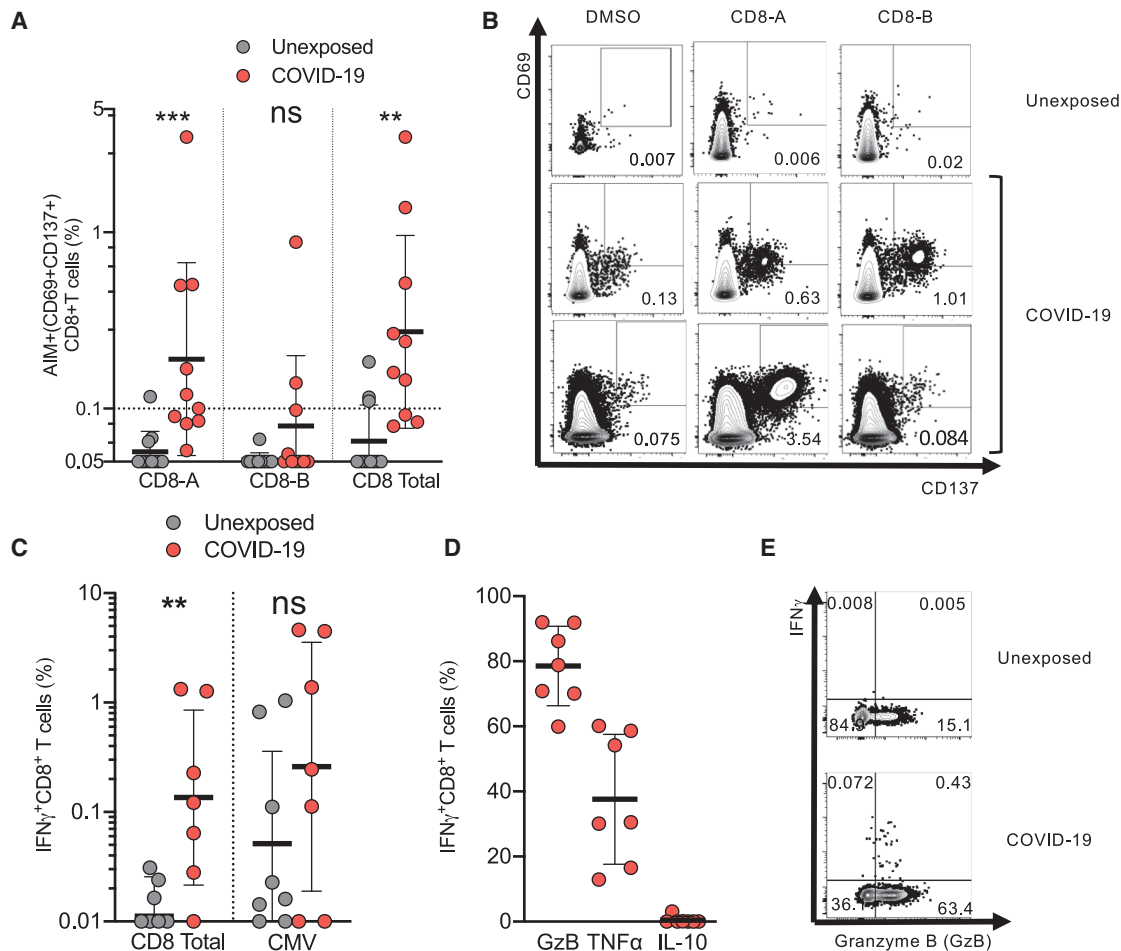 A
Unexposed
COVID-19
AIM+(CD69+CD137+)
CD8+T cells (%)
5
1
0.1
0.05
***
ns
**
CD8-A CD8-B CD8 Total
B
DMSO CD8-A CD8-B
CD69
0.007 0.006 0.02
Unexposed
0.13 0.63 1.01
COVID-19
0.075 3.54 0.084
CD137
C
Unexposed
COVID-19
IFNγ+CD8+ T cells (%)
10
1
0.1
0.01
**
ns
CD8 Total CMV
D
IFNγ+CD8+ T cells (%)
100
80
60
40
20
0
GzB TNFα IL-10
E
IFNγ
0.008 0.005
Unexposed
84.9 15.1
0.072 0.43
COVID-19
36.1 63.4
Granzyme B (GzB)